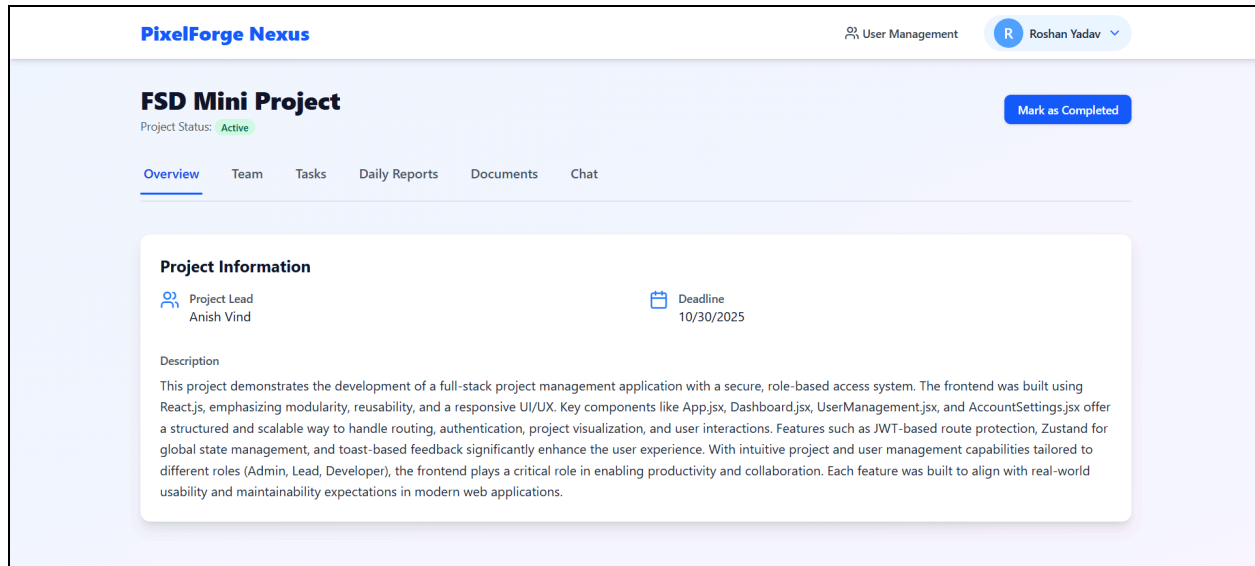 PixelForge Nexus
User Management
R
Roshan Yadav
FSD Mini Project
Mark as Completed
Project Status: Active
Overview
Team
Tasks
Daily Reports
Documents
Chat
Project Information
Project Lead
Anish Vind
Deadline
10/30/2025
Description
This project demonstrates the development of a full-stack project management application with a secure, role-based access system. The frontend was built using
React.js, emphasizing modularity, reusability, and a responsive UI/UX. Key components like App.jsx, Dashboard.jsx, UserManagement.jsx, and AccountSettings.jsx offer
a structured and scalable way to handle routing, authentication, project visualization, and user interactions. Features such as JWT-based route protection, Zustand for
global state management, and toast-based feedback significantly enhance the user experience. With intuitive project and user management capabilities tailored to
different roles (Admin, Lead, Developer), the frontend plays a critical role in enabling productivity and collaboration. Each feature was built to align with real-world
usability and maintainability expectations in modern web applications.